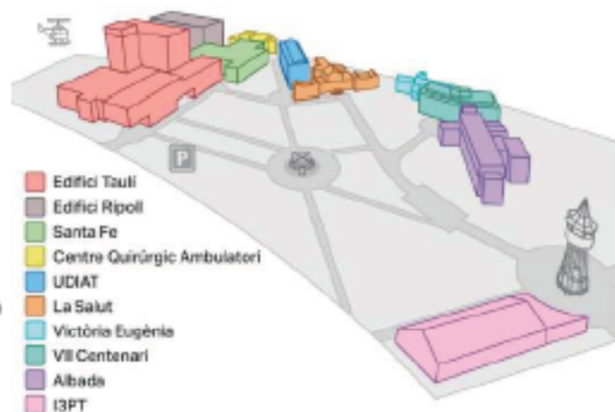 P
Edifici Taulí
Edifici Ripoll
Santa Fe
Centre Quirúrgic Ambulatori
UDIAT
La Salut
Victòria Eugènia
VII Centenari
Albada
I3PT